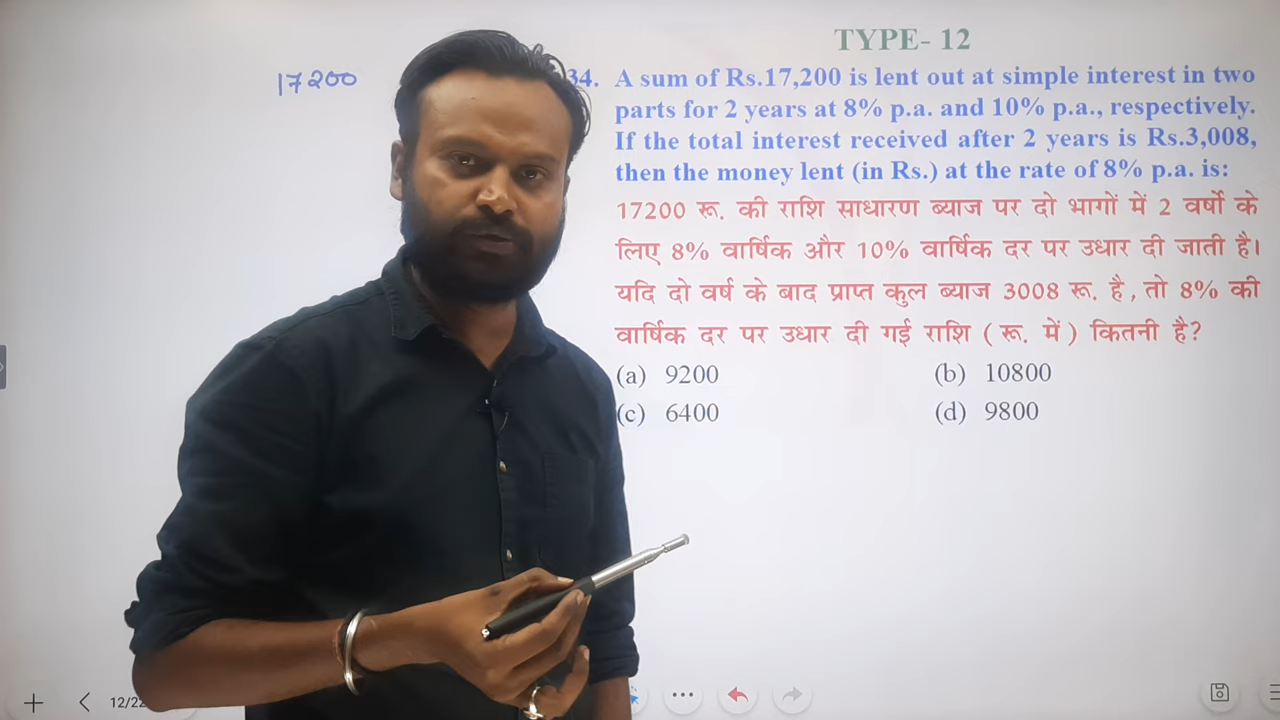 TYPE- 12
17200
34. A sum of Rs.17,200 is lent out at simple interest in two
parts for 2 years at 8% p.a. and 10% p.a., respectively.
If the total interest received after 2 years is Rs.3,008,
then the money lent (in Rs.) at the rate of 8% p.a. is:
17200 रू. की राशि साधारण ब्याज पर दो भागों में 2 वर्षो के
लिए 8% वार्षिक और 10% वार्षिक दर पर उधार दी जाती है।
यदि दो वर्ष के बाद प्राप्त कुल ब्याज 3008 रू. है, तो 8% की
वार्षिक दर पर उधार दी गई राशि (रू. में) कितनी है?
(a) 9200 (b) 10800
(c) 6400 (d) 9800
12/22